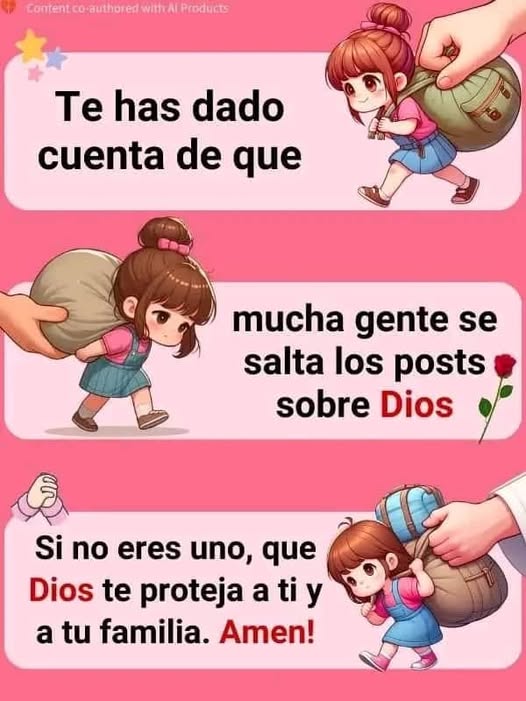 Content co-authored with AI Products
Te has dado
cuenta de que
mucha gente se
salta los posts
sobre Dios
Si no eres uno, que
Dios te proteja a ti y
a tu familia. Amen!